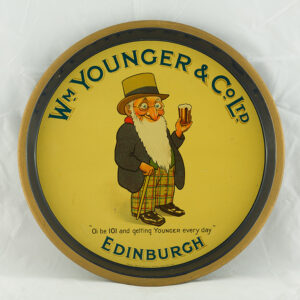 WM YOUNGER & CO LTD
"Oi be 101 and getting YOUNGER every day"
EDINBURGH